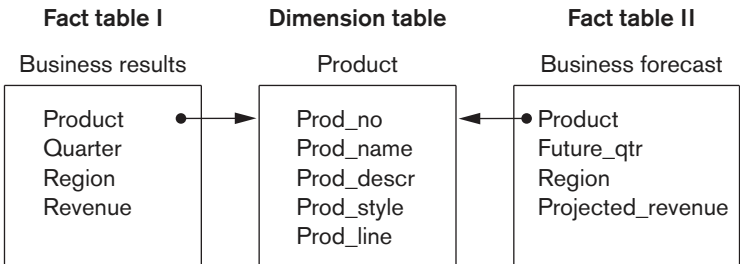 Fact table I
Dimension table
Fact table II
Business results
Product
Business forecast
Product
Quarter
Region
Revenue
Prod_no
Prod_name
Prod_descr
Prod_style
Prod_line
Product
Future_qtr
Region
Projected_revenue